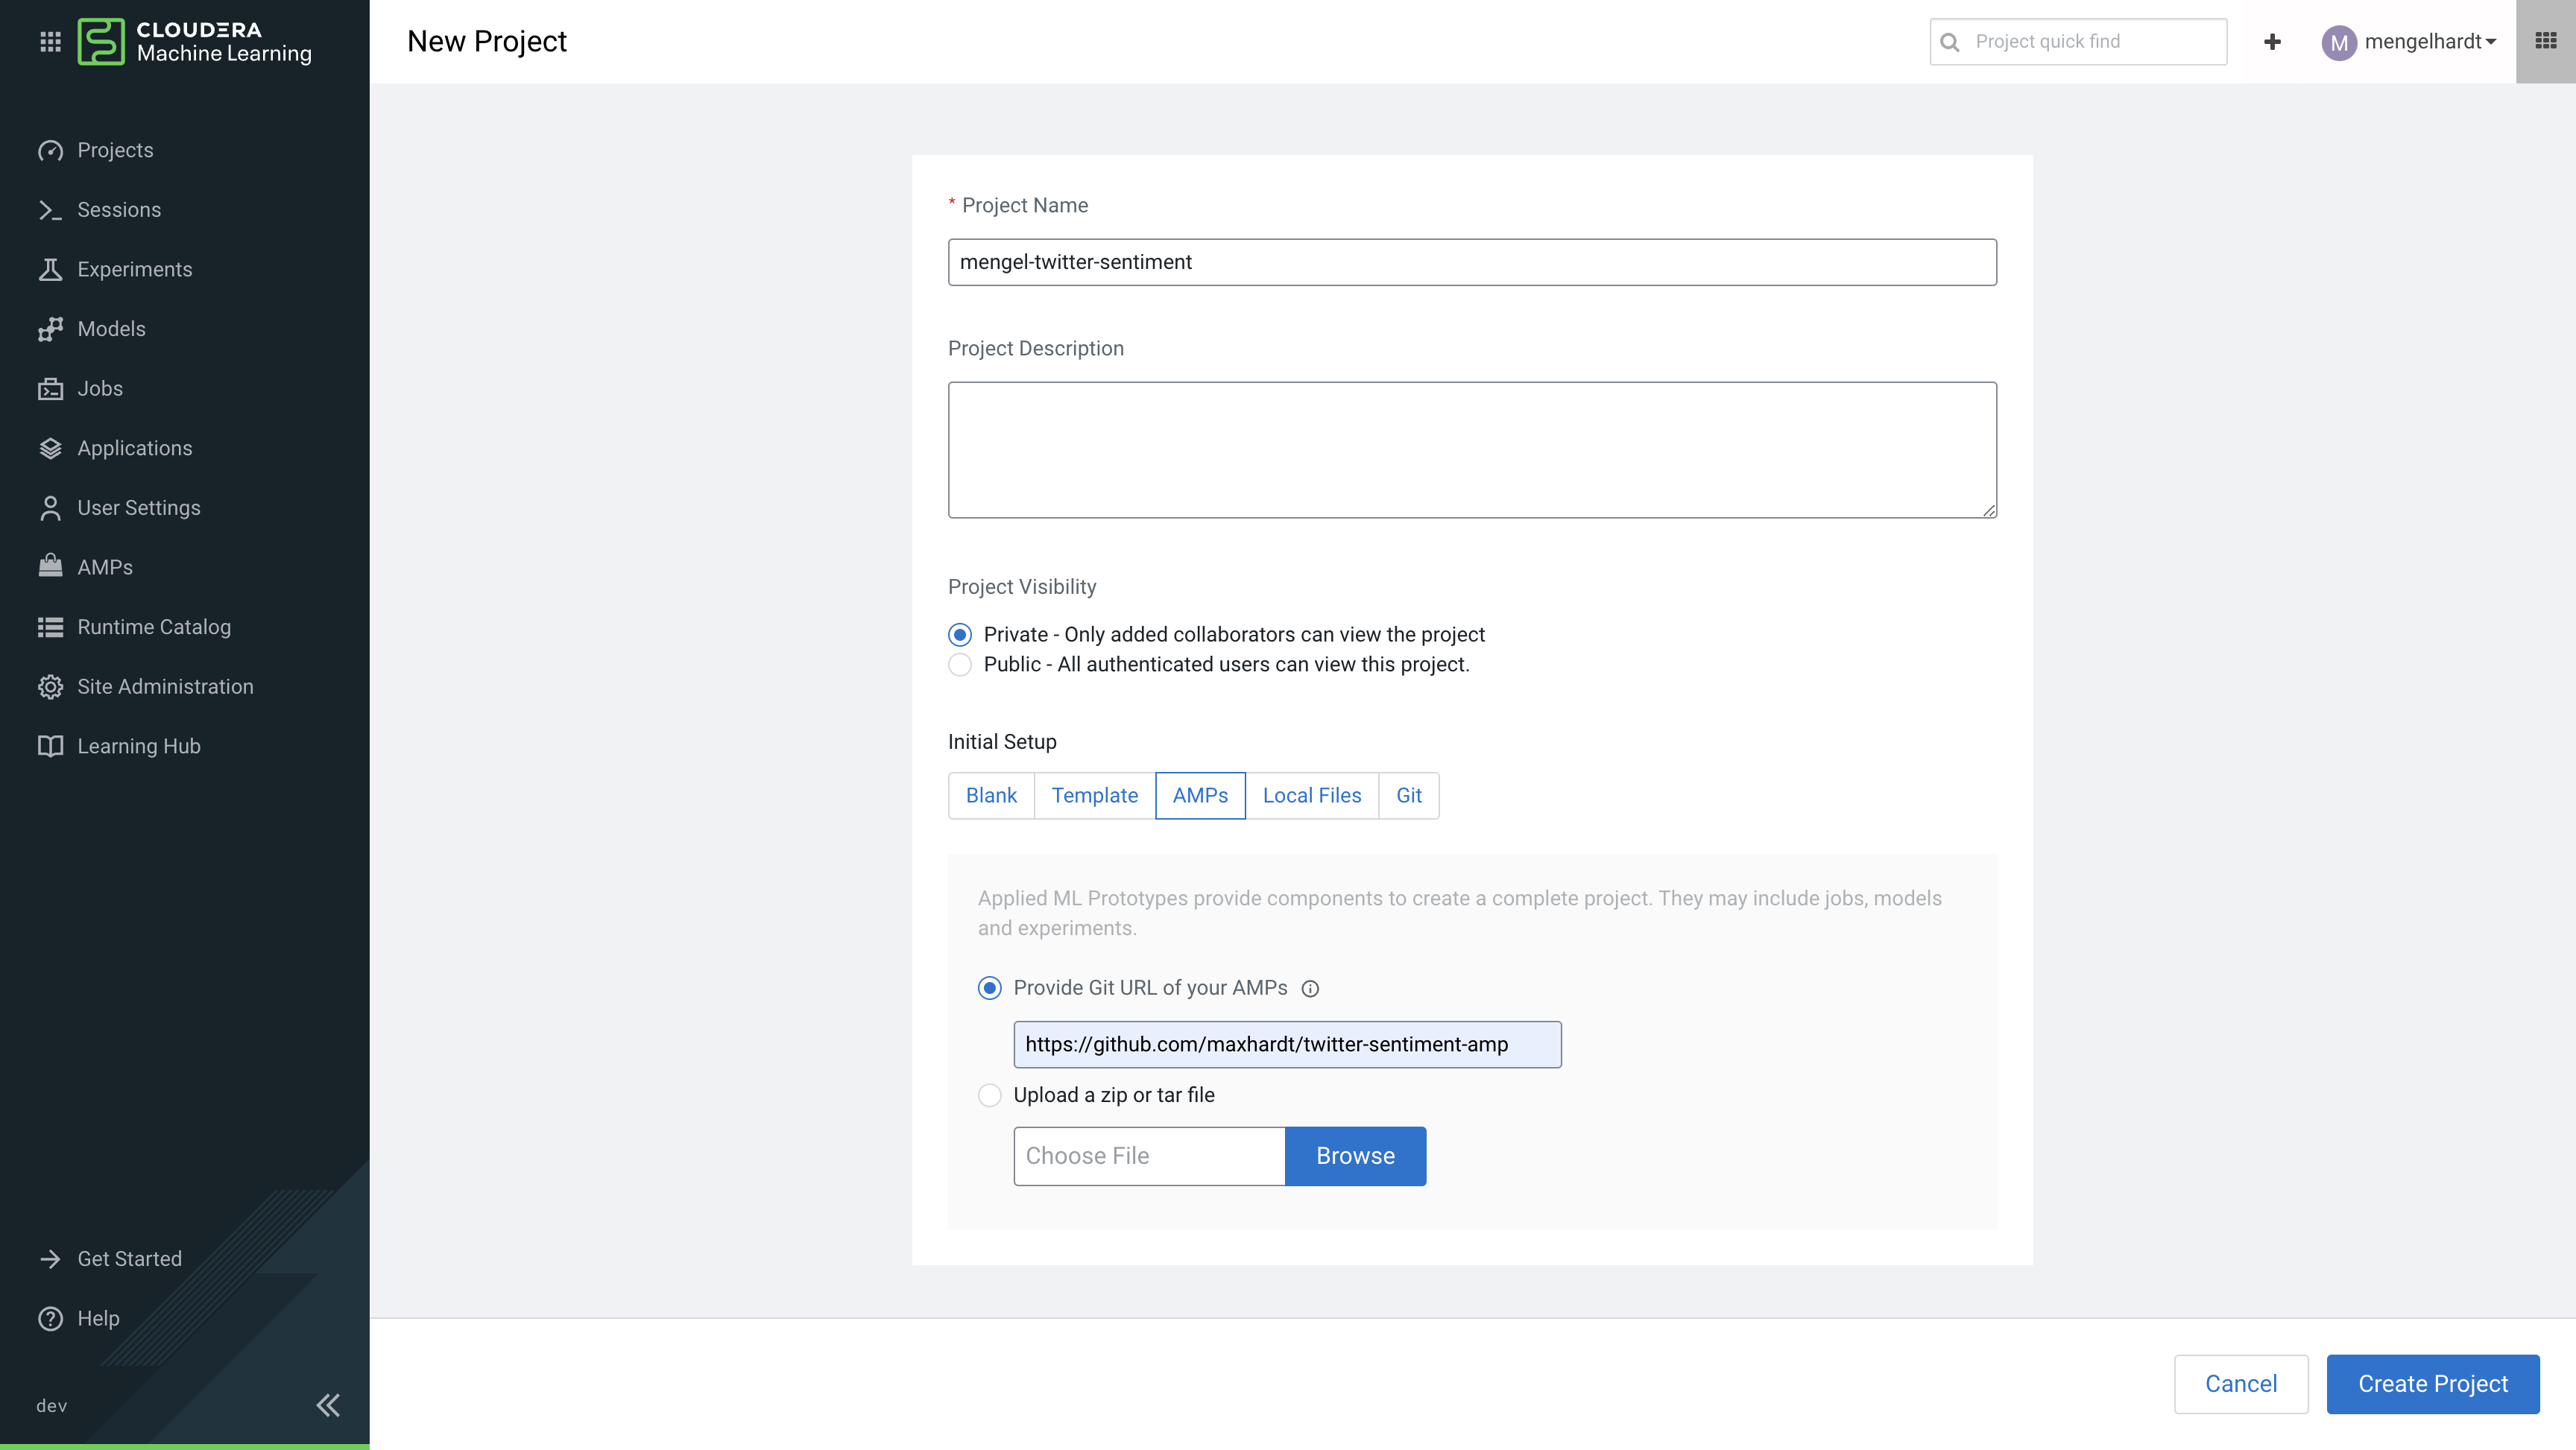 CLOUDERA
Machine Learning
New Project
Project quick find
M
mengelhardt
Projects
Sessions
Experiments
Models
Jobs
Applications
User Settings
AMPs
Runtime Catalog
Site Administration
Learning Hub
Get Started
Help
dev
* Project Name
mengel-twitter-sentiment
Project Description
Project Visibility
Private - Only added collaborators can view the project
Public - All authenticated users can view this project.
Initial Setup
Blank
Template
AMPs
Local Files
Git
Applied ML Prototypes provide components to create a complete project. They may include jobs, models
and experiments.
Provide Git URL of your AMPs
https://github.com/maxhardt/twitter-sentiment-amp
Upload a zip or tar file
Choose File
Browse
Cancel
Create Project